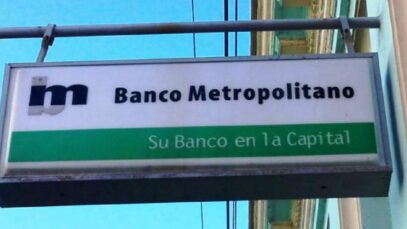 bm Banco Metropolitano
Su Banco en la Capital